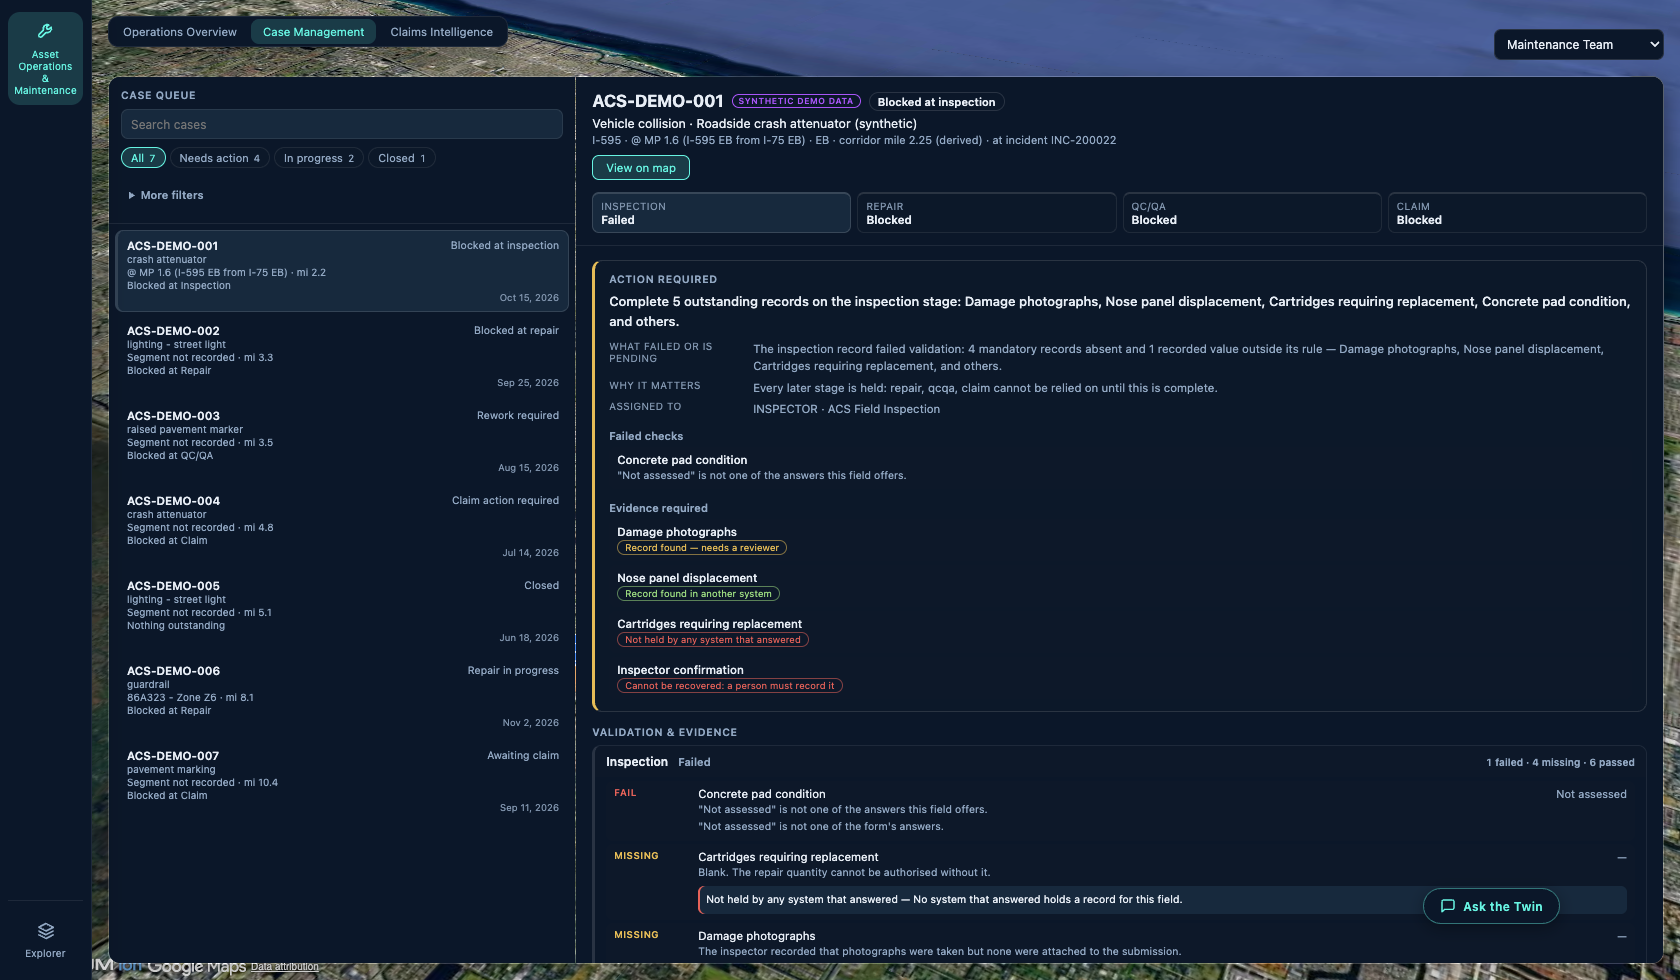 Asset
Operations
&
Maintenance
Operations Overview
Case Management
Claims Intelligence
Maintenance Team
CASE QUEUE
Search cases
All 7
Needs action 4
In progress 2
Closed 1
More filters
ACS-DEMO-001
Blocked at inspection
crash attenuator
@ MP 1.6 (I-595 EB from I-75 EB) · mi 2.2
Blocked at Inspection
Oct 15, 2026
ACS-DEMO-002
Blocked at repair
lighting - street light
Segment not recorded · mi 3.3
Blocked at Repair
Sep 25, 2026
ACS-DEMO-003
Rework required
raised pavement marker
Segment not recorded · mi 3.5
Blocked at QC/QA
Aug 15, 2026
ACS-DEMO-004
Claim action required
crash attenuator
Segment not recorded · mi 4.8
Blocked at Claim
Jul 14, 2026
ACS-DEMO-005
Closed
lighting - street light
Segment not recorded · mi 5.1
Nothing outstanding
Jun 18, 2026
ACS-DEMO-006
Repair in progress
guardrail
86A323 - Zone Z6 · mi 8.1
Blocked at Repair
Nov 2, 2026
ACS-DEMO-007
Awaiting claim
pavement marking
Segment not recorded · mi 10.4
Blocked at Claim
Sep 11, 2026
Explorer
ACS-DEMO-001
SYNTHETIC DEMO DATA
Blocked at inspection
Vehicle collision · Roadside crash attenuator (synthetic)
I-595 · @ MP 1.6 (I-595 EB from I-75 EB) · EB · corridor mile 2.25 (derived) · at incident INC-200022
View on map
INSPECTION
Failed
REPAIR
Blocked
QC/QA
Blocked
CLAIM
Blocked
ACTION REQUIRED
Complete 5 outstanding records on the inspection stage: Damage photographs, Nose panel displacement, Cartridges requiring replacement, Concrete pad condition,
and others.
WHAT FAILED OR IS
PENDING
The inspection record failed validation: 4 mandatory records absent and 1 recorded value outside its rule — Damage photographs, Nose panel displacement,
Cartridges requiring replacement, and others.
WHY IT MATTERS
Every later stage is held: repair, qcqa, claim cannot be relied on until this is complete.
ASSIGNED TO
INSPECTOR · ACS Field Inspection
Failed checks
Concrete pad condition
"Not assessed" is not one of the answers this field offers.
Evidence required
Damage photographs
Record found — needs a reviewer
Nose panel displacement
Record found in another system
Cartridges requiring replacement
Not held by any system that answered
Inspector confirmation
Cannot be recovered: a person must record it
VALIDATION & EVIDENCE
Inspection Failed
1 failed · 4 missing · 6 passed
FAIL
Concrete pad condition
Not assessed
"Not assessed" is not one of the answers this field offers.
"Not assessed" is not one of the form's answers.
MISSING
Cartridges requiring replacement
—
Blank. The repair quantity cannot be authorised without it.
Not held by any system that answered — No system that answered holds a record for this field.
Ask the Twin
MISSING
Damage photographs
—
The inspector recorded that photographs were taken but none were attached to the submission.
Google Maps
Data attribution